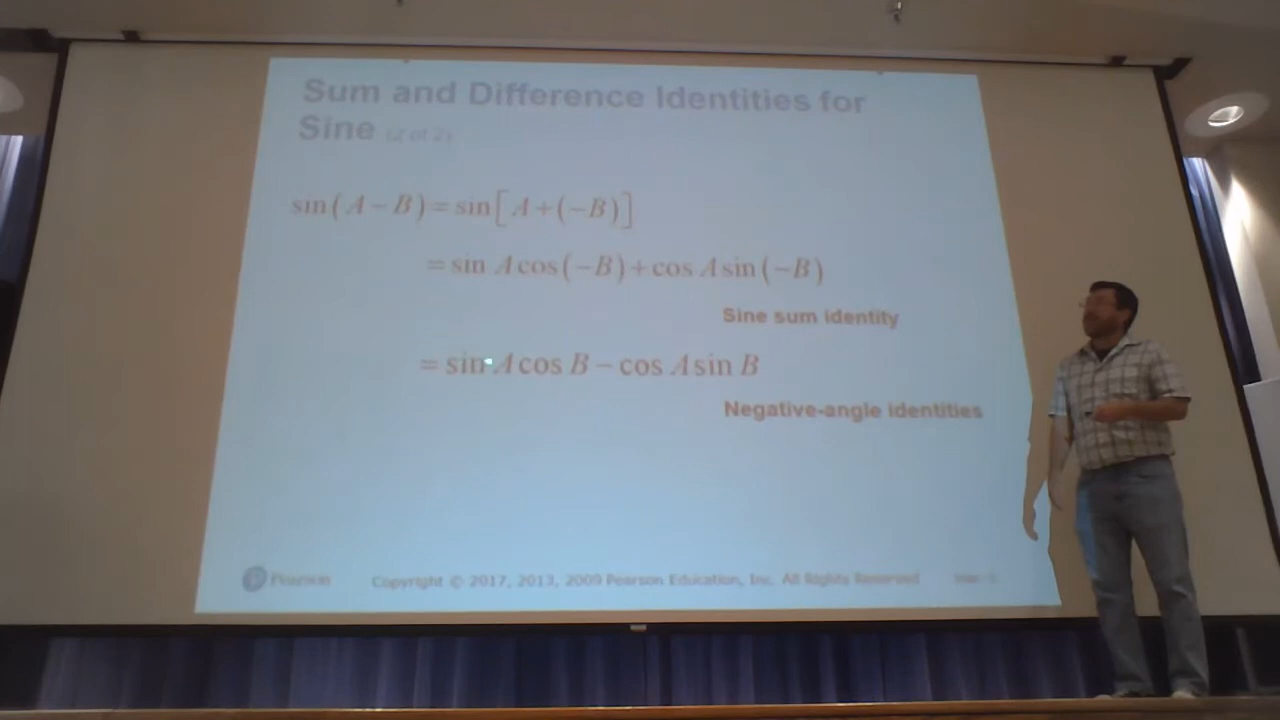 Sum and Difference Identities for
Sine (2 of 2)
sin(A−B)=sin[A+(−B)]
=sin A cos(−B)+cos A sin(−B)
Sine sum identity
= sin A cos B − cos A sin B
Negative-angle identities
Pearson
Copyright © 2017, 2013, 2009 Pearson Education, Inc. All Rights Reserved